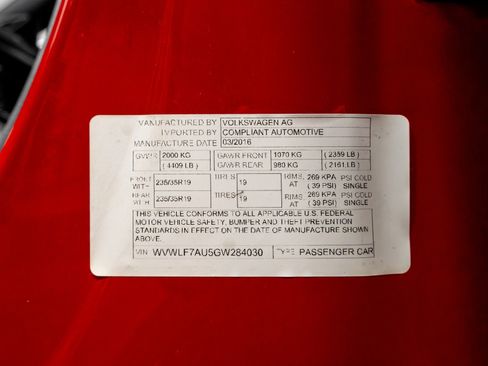 MANUFACTURED BY VOLKSWAGEN AG
IMPORTED BY COMPLIANT AUTOMOTIVE
MANUFACTURE DATE 03/2016
GVWR 2000 KG GAWR FRONT 1070 KG ( 2359 LB )
( 4409 LB ) GAWR REAR 980 KG ( 2161 LB )
FRONT WITH- 235/35R19 TIRES 19 RIMS, AT 269 KPA ( 39 PSI) PSI COLD SINGLE
REAR WITH- 235/35R19 TIRES 19 RIMS, AT 269 KPA ( 39 PSI) PSI COLD SINGLE
THIS VEHICLE CONFORMS TO ALL APPLICABLE U.S. FEDERAL
MOTOR VEHICLE SAFETY, BUMPER AND THEFT PREVENTION
STANDARDS IN EFFECT ON THE DATE OF MANUFACTURE SHOWN
ABOVE.
VIN WVWLF7AU5GW284030 TYPE PASSENGER CAR